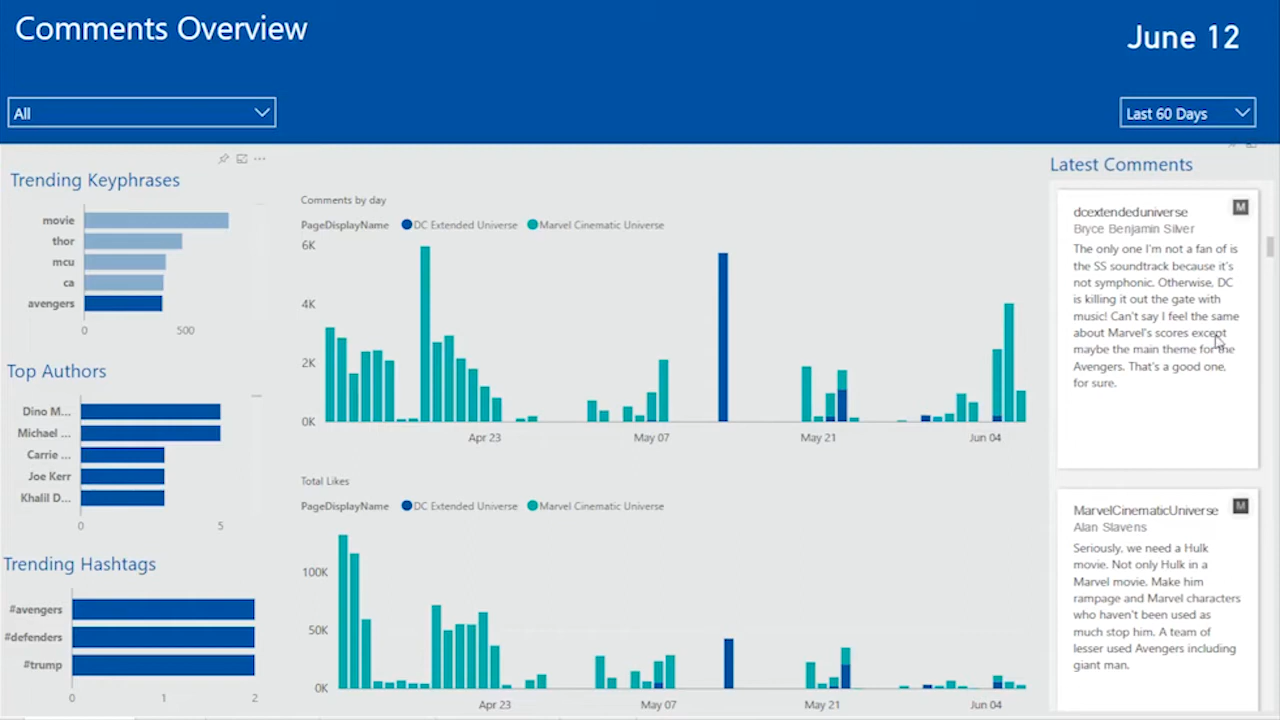 Comments Overview
June 12
All
Last 60 Days
Trending Keyphrases
movie
thor
mcu
ca
avengers
0
500
Top Authors
Dino M...
Michael ...
Carrie ...
Joe Kerr
Khalil D...
0
5
Trending Hashtags
#avengers
#defenders
#trump
0
1
2
Comments by day
PageDisplayName
DC Extended Universe
Marvel Cinematic Universe
6K
4K
2K
0K
Apr 23
May 07
May 21
Jun 04
Total Likes
PageDisplayName
DC Extended Universe
Marvel Cinematic Universe
100K
50K
0K
Apr 23
May 07
May 21
Jun 04
Latest Comments
dcextendeduniverse
M
Bryce Benjamin Silver
The only one I'm not a fan of is
the SS soundtrack because it's
not symphonic. Otherwise, DC
is killing it out the gate with
music! Can't say I feel the same
about Marvel's scores except
maybe the main theme for the
Avengers. That's a good one,
for sure.
MarvelCinematicUniverse
M
Alan Slavens
Seriously, we need a Hulk
movie. Not only Hulk in a
Marvel movie. Make him
rampage and Marvel characters
who haven't been used as
much stop him. A team of
lesser used Avengers including
giant man.